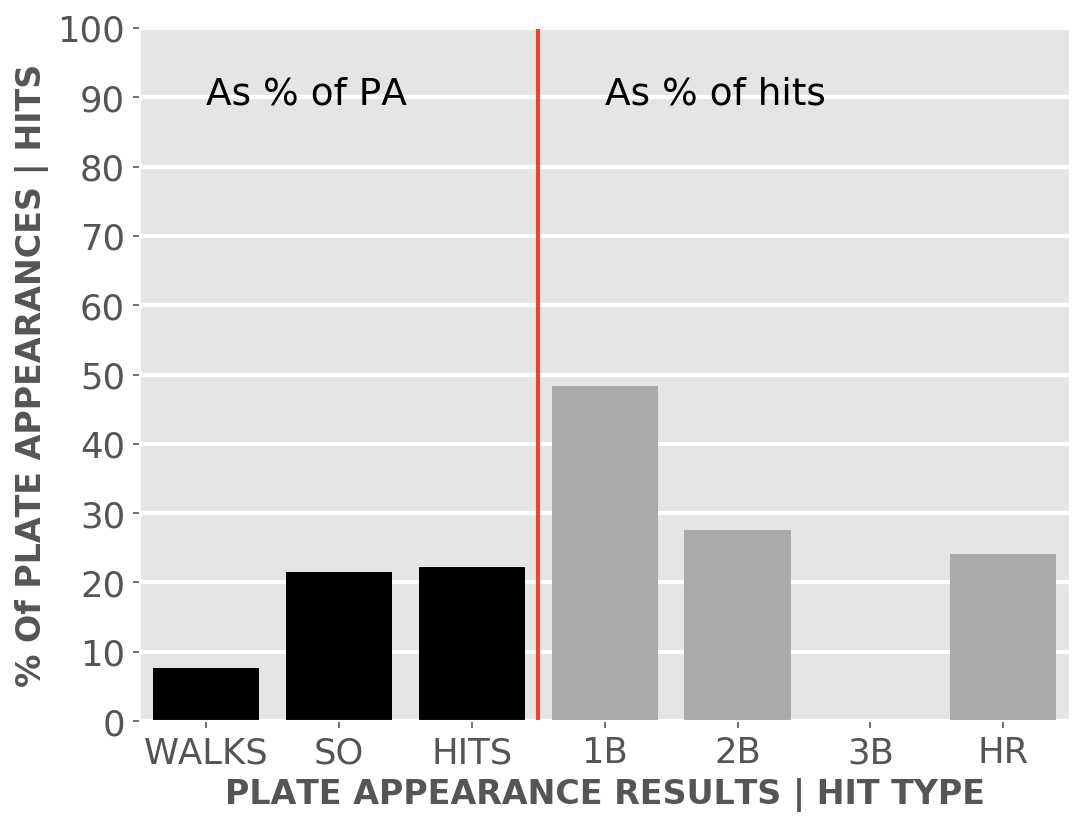 100
90
80
70
60
50
40
30
20
10
0
% Of PLATE APPEARANCES | HITS
As % of PA
As % of hits
WALKS SO HITS 1B 2B 3B HR
PLATE APPEARANCE RESULTS | HIT TYPE